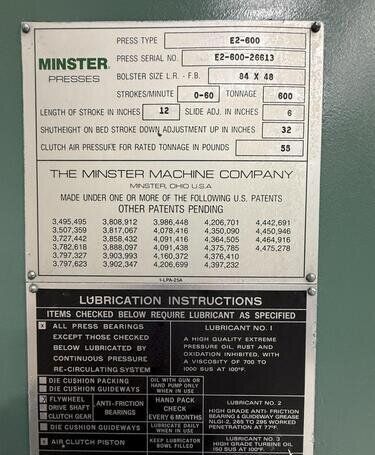 MINSTER®
PRESSES
PRESS TYPE E2-600
PRESS SERIAL NO. E2-600-26613
BOLSTER SIZE L.R. - F.B. 84 X 48
STROKES/MINUTE 0-60 TONNAGE 600
LENGTH OF STROKE IN INCHES 12 SLIDE ADJ. IN INCHES 6
SHUTHEIGHT ON BED STROKE DOWN ADJUSTMENT UP IN INCHES 32
CLUTCH AIR PRESSURE FOR RATED TONNAGE IN POUNDS 55
THE MINSTER MACHINE COMPANY
MINSTER, OHIO U.S.A
MADE UNDER ONE OR MORE OF THE FOLLOWING U.S. PATENTS
OTHER PATENTS PENDING
3,495,495 3,808,912 3,986,448 4,206,701 4,442,691
3,507,359 3,817,067 4,078,416 4,350,090 4,450,946
3,727,442 3,858,432 4,091,416 4,364,505 4,464,916
3,782,618 3,888,097 4,091,438 4,375,785 4,475,278
3,797,327 3,903,993 4,160,372 4,376,410
3,797,623 3,902,347 4,206,699 4,397,232
1-LPA-25A
LUBRICATION INSTRUCTIONS
ITEMS CHECKED BELOW REQUIRE LUBRICANT AS SPECIFIED
X ALL PRESS BEARINGS
EXCEPT THOSE CHECKED
BELOW LUBRICATED BY
CONTINUOUS PRESSURE
RE-CIRCULATING SYSTEM
LUBRICANT NO. 1
A HIGH QUALITY EXTREME
PRESSURE OIL, RUST AND
OXIDATION INHIBITED, WITH
A VISCOSITY OF 700 TO
1000 SUS AT 100°F.
DIE CUSHION PACKING
DIE CUSHION GUIDEWAYS
OIL WITH GUN OR
HAND PUMP ONLY
WHEN IN USE
X FLYWHEEL
DRIVE SHAFT
CLUTCH GEAR
ANTI-FRICTION
BEARINGS
HAND PACK
CHECK
EVERY 6 MONTHS
LUBRICANT NO. 2
HIGH GRADE ANTI-FRICTION
BEARING & GUIDEWAY GREASE
NLGI-2, 265 TO 295 WORKED
PENETRATION AT 77°F.
DIE CUSHION GUIDEWAYS
LUBRICATE DAILY
WHEN IN USE
AIR CLUTCH PISTON
KEEP LUBRICATOR
BOWL FILLED
LUBRICANT NO. 3
HIGH GRADE TURBINE OIL
150 SUS AT 100°F.